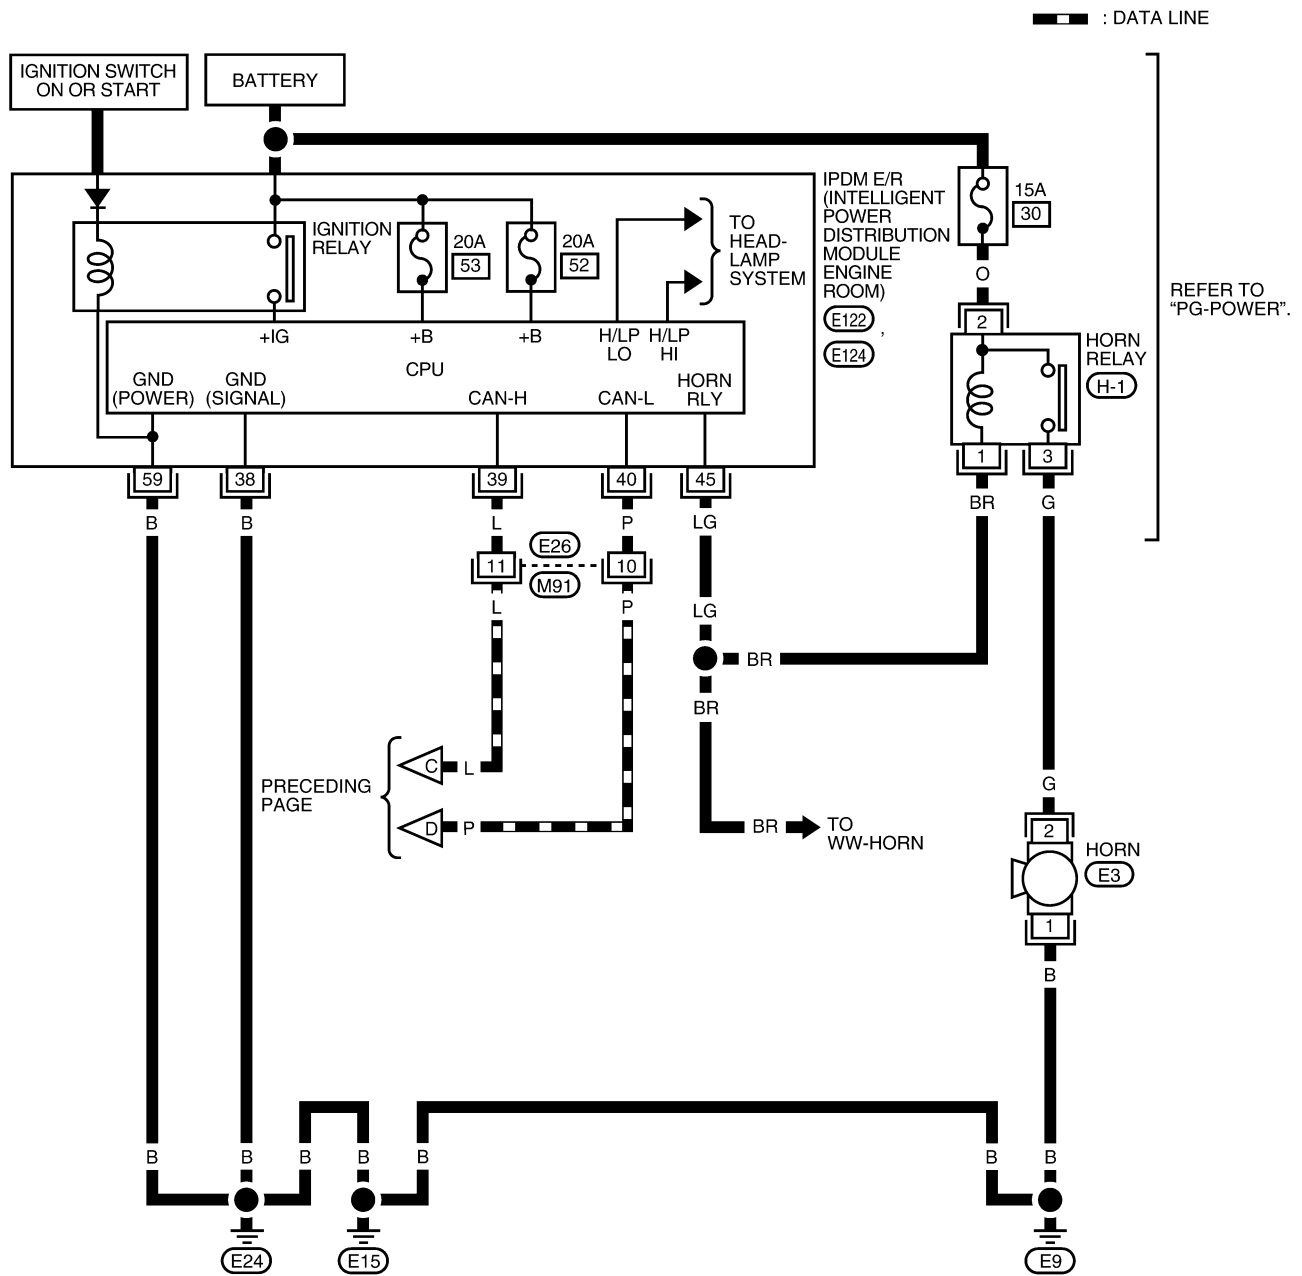 : DATA LINE
IGNITION SWITCH
ON OR START
BATTERY
IGNITION
RELAY
20A
53
20A
52
TO
HEAD-
LAMP
SYSTEM
IPDM E/R
(INTELLIGENT
POWER
DISTRIBUTION
MODULE
ENGINE
ROOM)
E122 ,
E124
15A
30
O
2
HORN
RELAY
H-1
REFER TO
“PG-POWER”.
+IG
+B
+B
H/LP
LO
H/LP
HI
CPU
GND
(POWER)
GND
(SIGNAL)
CAN-H
CAN-L
HORN
RLY
1
3
59
38
39
40
45
B
B
L
P
LG
BR
G
11
E26
M91
10
L
P
LG
BR
BR
PRECEDING
PAGE
C
L
D
P
BR
TO
WW-HORN
G
2
HORN
E3
1
B
B
B
B
B
B
B
B
E24
E15
E9